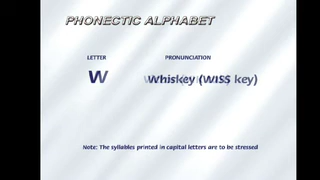 PHONECTIC ALPHABET
LETTER PRONUNCIATION
W Whiskey (WISS key)
Note: The syllables printed in capital letters are to be stressed